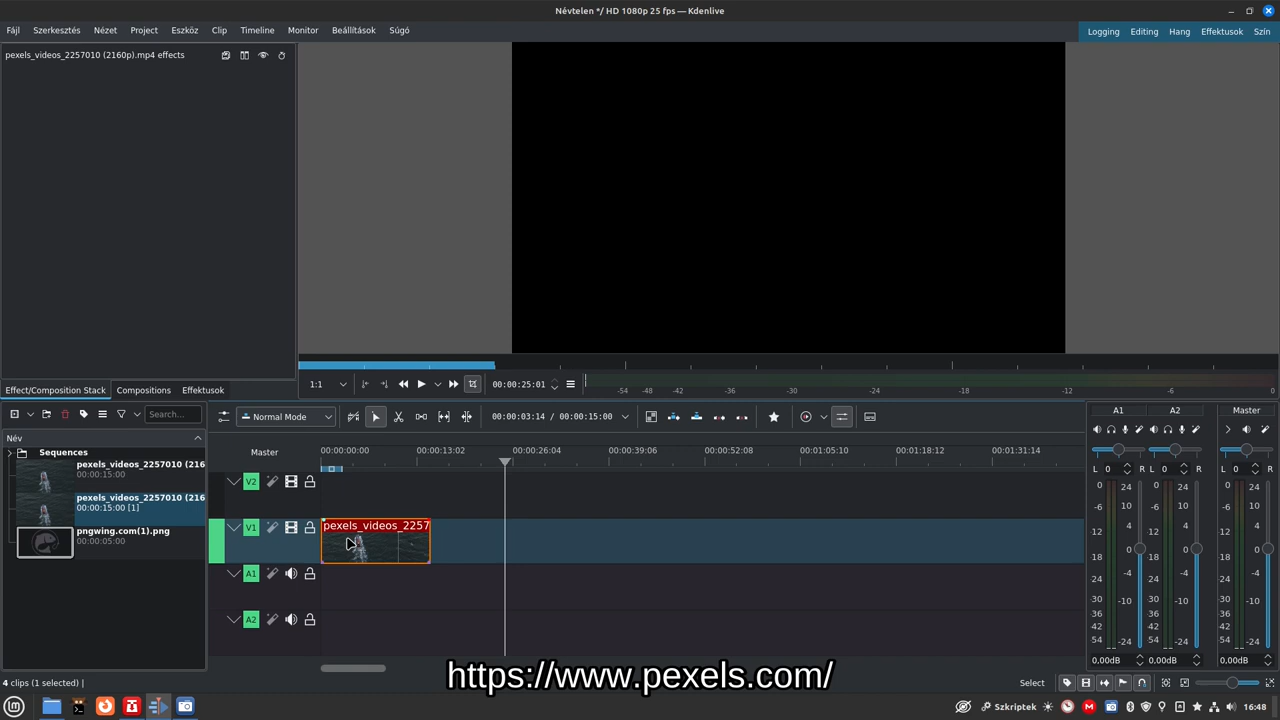 Névtelen */ HD 1080p 25 fps — Kdenlive
Fájl Szerkesztés Nézet Project Eszköz Clip Timeline Monitor Beállítások Súgó
Logging Editing Hang Effektusok Szín
pexels_videos_2257010 (2160p).mp4 effects
Effect/Composition Stack Compositions Effektusok
1:1 00:00:25:01
-54 -48 -42 -36 -30 -24 -18 -12 -6 0
Search...
Normal Mode
00:00:03:14 / 00:00:15:00
A1 A2 Master
Név
Sequences
pexels_videos_2257010 (216
00:00:15:00
pexels_videos_2257010 (216
00:00:15:00 [1]
pngwing.com(1).png
00:00:05:00
Master
00:00:00:00 00:00:13:02 00:00:26:04 00:00:39:06 00:00:52:08 00:01:05:10 00:01:18:12 00:01:31:14
V2
V1
pexels_videos_2257
A1
A2
L 0 R L 0 R L 0
24 24 24
10 10 10
12 12 12
4 4 4
18 0 18 0 18 0
24 -4 24 -4 24 -4
30 30 30
36 -10 36 -10 36 -10
42 42 42
54 -24 54 -24 54 -24
0,00dB 0,00dB 0,00dB
https://www.pexels.com/
4 clips (1 selected)
Select
Szkriptek
16:48